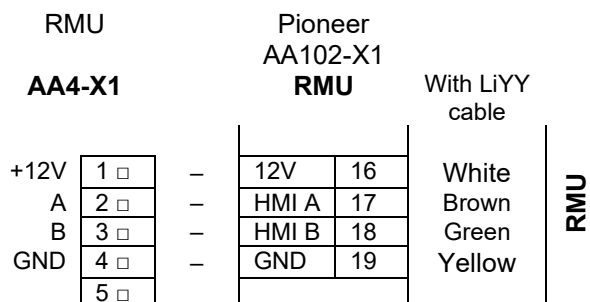 RMU Pioneer
AA102-X1
AA4-X1 RMU With LiYY
cable
+12V 1 □ – 12V 16 White
A 2 □ – HMI A 17 Brown
B 3 □ – HMI B 18 Green
GND 4 □ – GND 19 Yellow
5 □
RMU